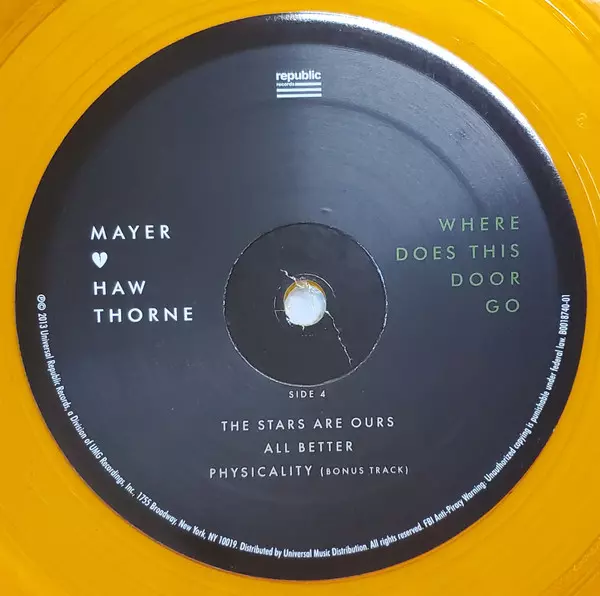 republic
records
MAYER
HAW
THORNE
WHERE
DOES THIS
DOOR
GO
SIDE 4
THE STARS ARE OURS
ALL BETTER
PHYSICALITY (BONUS TRACK)
℗© 2013 Universal Republic Records, a Division of UMG Recordings, Inc., 1755 Broadway, New York, NY 10019. Distributed by Universal Music Distribution. All rights reserved. FBI Anti-Piracy Warning: Unauthorized copying is punishable under federal law. B0018740-01